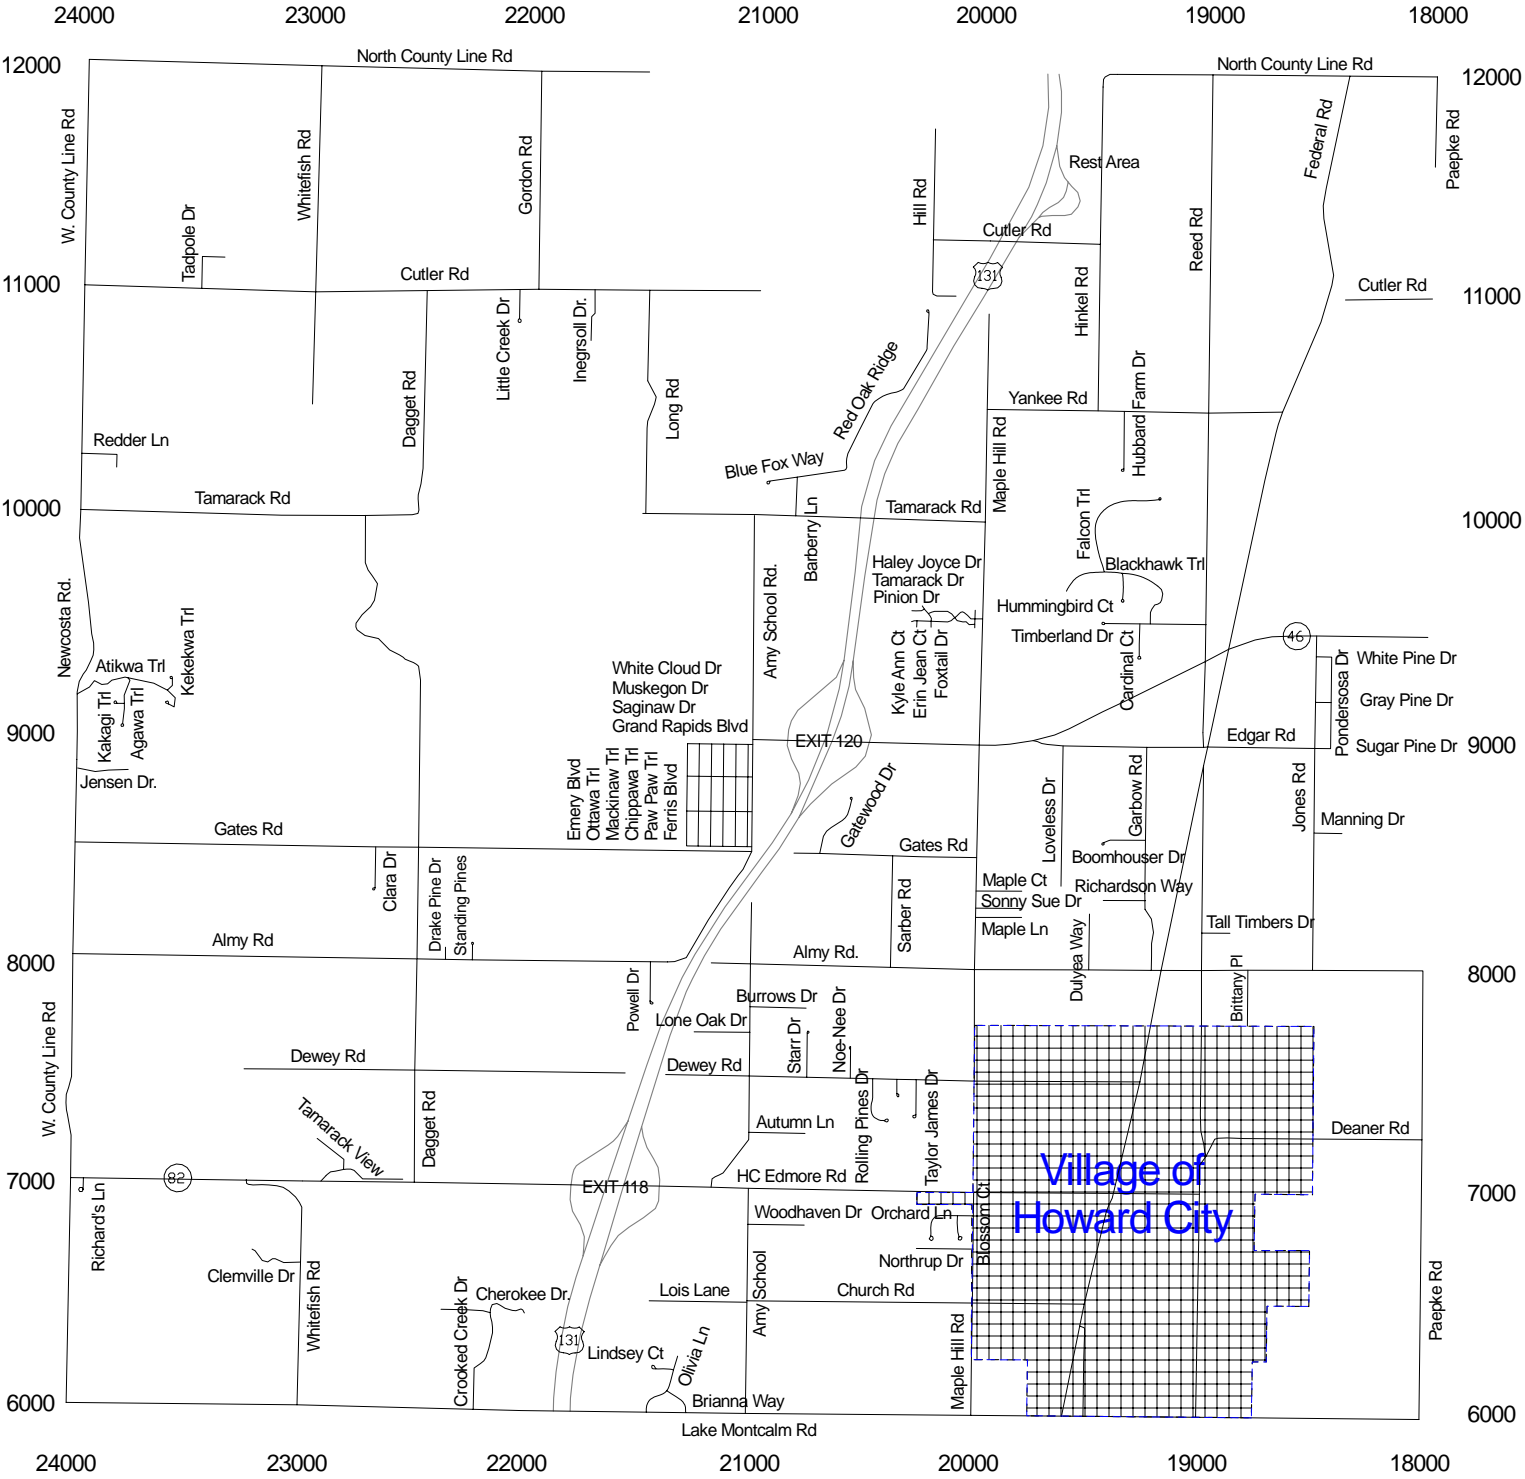 24000
23000
22000
21000
20000
19000
18000
North County Line Rd
North County Line Rd
12000
12000
W. County Line Rd
Whitefish Rd
Gordon Rd
Federal Rd
Paepke Rd
Rest Area
Hill Rd
Tadpole Dr
Cutler Rd
Reed Rd
Cutler Rd
131
Hinkel Rd
Cutler Rd
11000
11000
Little Creek Dr
Inegrsoll Dr.
Dagget Rd
Long Rd
Red Oak Ridge
Yankee Rd
Hubbard Farm Dr
Maple Hill Rd
Redder Ln
Blue Fox Way
Tamarack Rd
Tamarack Rd
10000
10000
Barberry Ln
Falcon Trl
Blackhawk Trl
Haley Joyce Dr
Tamarack Dr
Pinion Dr
Hummingbird Ct
Timberland Dr
Cardinal Ct
Amy School Rd.
Kyle Ann Ct
Erin Jean Ct
Foxtail Dr
46
Newcosta Rd.
Kekekwa Trl
Atikwa Trl
Kakagi Trl
Agawa Trl
White Cloud Dr
Muskegon Dr
Saginaw Dr
Grand Rapids Blvd
Pondersosa Dr
White Pine Dr
Gray Pine Dr
Sugar Pine Dr
9000
9000
EXIT 120
Edgar Rd
Jensen Dr.
Emery Blvd
Ottawa Trl
Mackinaw Trl
Chippawa Trl
Paw Paw Trl
Ferris Blvd
Gatewood Dr
Loveless Dr
Garbow Rd
Jones Rd
Manning Dr
Gates Rd
Gates Rd
Boomhouser Dr
Clara Dr
Drake Pine Dr
Standing Pines
Sarber Rd
Maple Ct
Richardson Way
Sonny Sue Dr
Maple Ln
Tall Timbers Dr
Almy Rd
Almy Rd.
Dulyea Way
Brittany Pl
8000
8000
Powell Dr
Burrows Dr
Lone Oak Dr
Starr Dr
Noe-Nee Dr
W. County Line Rd
Dewey Rd
Dewey Rd
Tamarack View
Dagget Rd
Autumn Ln
Rolling Pines Dr
Taylor James Dr
Deaner Rd
HC Edmore Rd
7000
7000
82
EXIT 118
Village of
Howard City
Richard's Ln
Woodhaven Dr
Orchard Ln
Blossom Ct
Northrup Dr
Clemville Dr
Whitefish Rd
Crooked Creek Dr
Cherokee Dr.
Lois Lane
Amy School
Church Rd
Paepke Rd
131
Lindsey Ct
Olivia Ln
Maple Hill Rd
Brianna Way
6000
6000
Lake Montcalm Rd
24000
23000
22000
21000
20000
19000
18000